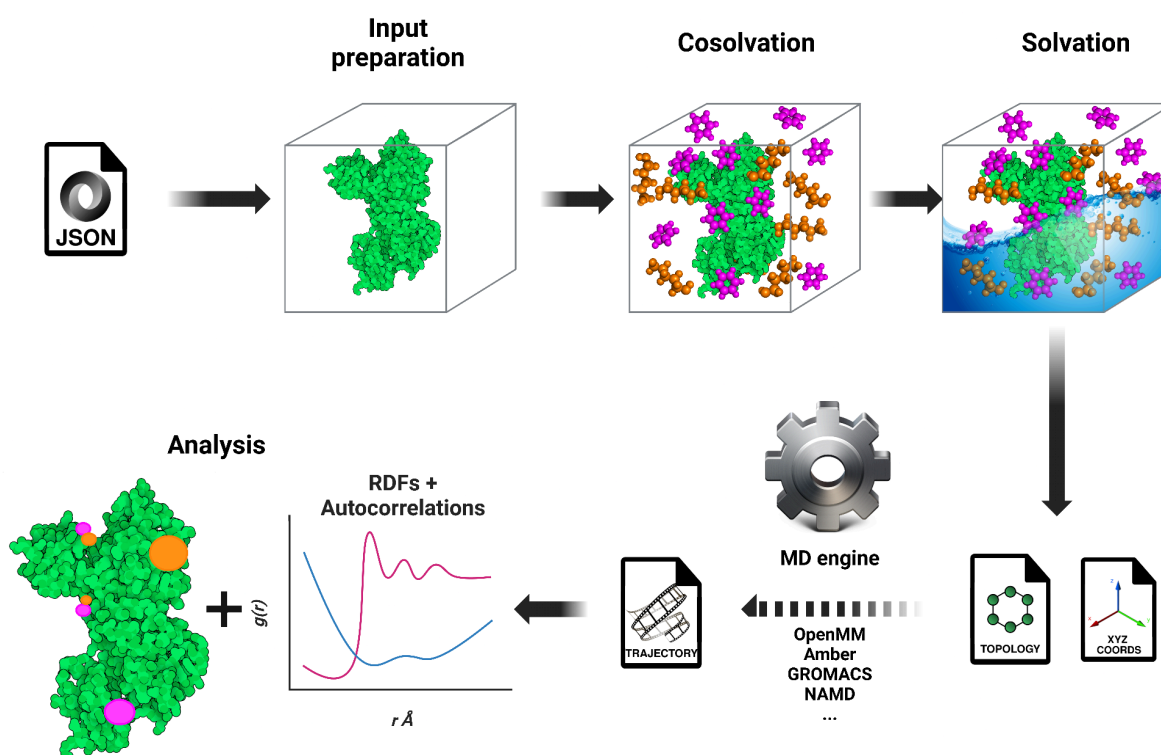 Input
preparation
Cosolvation
Solvation
JSON
Analysis
RDFs +
Autocorrelations
g(r)
r Å
TRAJECTORY
MD engine
OpenMM
Amber
GROMACS
NAMD
...
TOPOLOGY
Z
X
Y
XYZ
COORDS